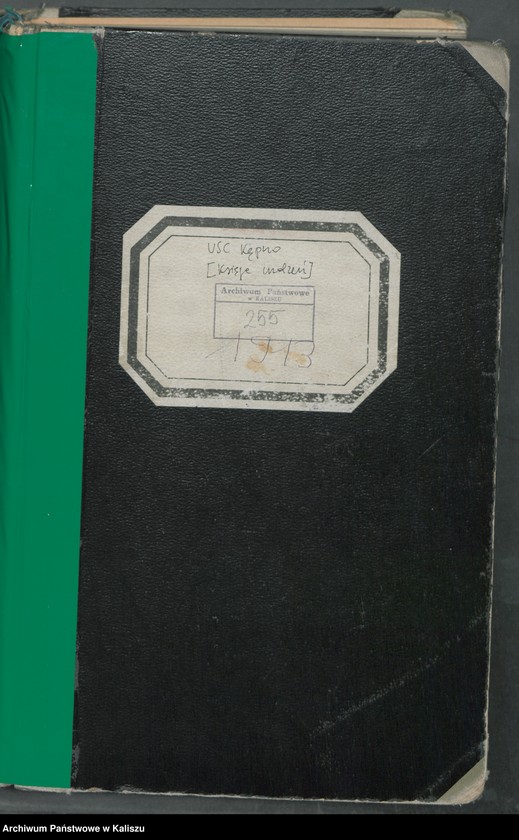 USC Kępno
[Księga urodzeń]
Archiwum Państwowe
w KALISZU
255
1913
Archiwum Państwowe w Kaliszu